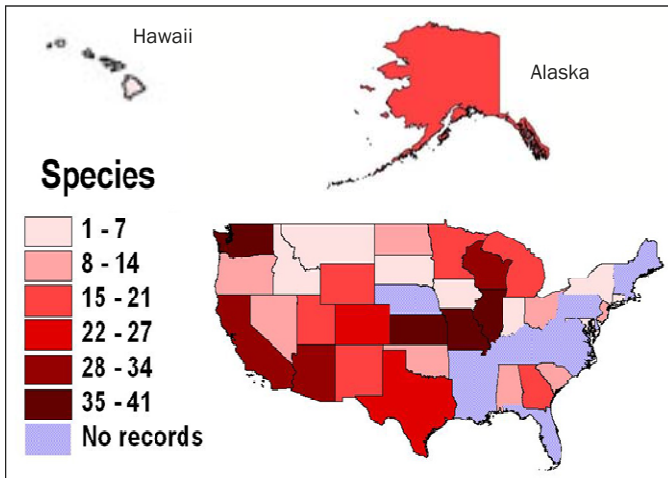 Hawaii
Alaska
Species
1 - 7
8 - 14
15 - 21
22 - 27
28 - 34
35 - 41
No records